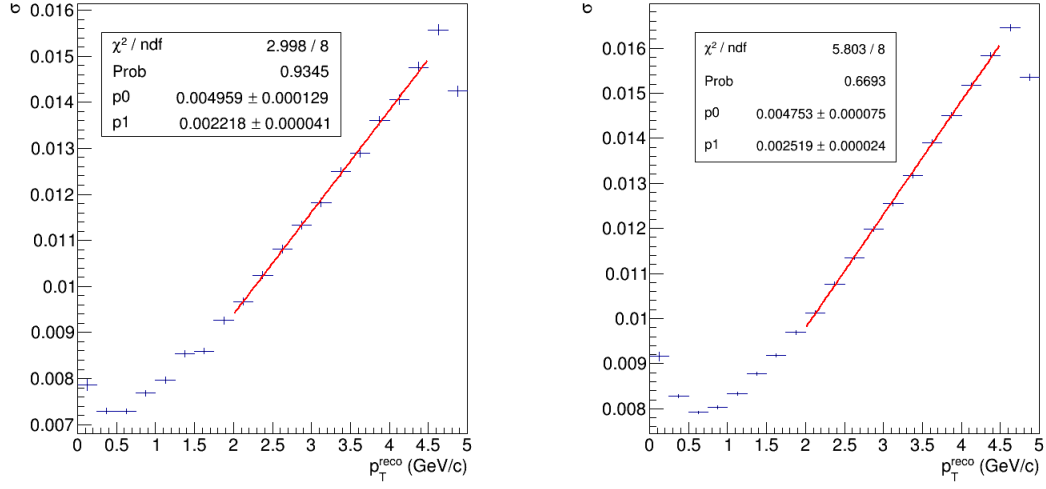 σ
0.016
0.015
0.014
0.013
0.012
0.011
0.01
0.009
0.008
0.007
χ² / ndf 2.998 / 8
Prob 0.9345
p0 0.004959 ± 0.000129
p1 0.002218 ± 0.000041
0 0.5 1 1.5 2 2.5 3 3.5 4 4.5 5
p_T^reco (GeV/c)
σ
0.016
0.015
0.014
0.013
0.012
0.011
0.01
0.009
0.008
χ² / ndf 5.803 / 8
Prob 0.6693
p0 0.004753 ± 0.000075
p1 0.002519 ± 0.000024
0 0.5 1 1.5 2 2.5 3 3.5 4 4.5 5
p_T^reco (GeV/c)